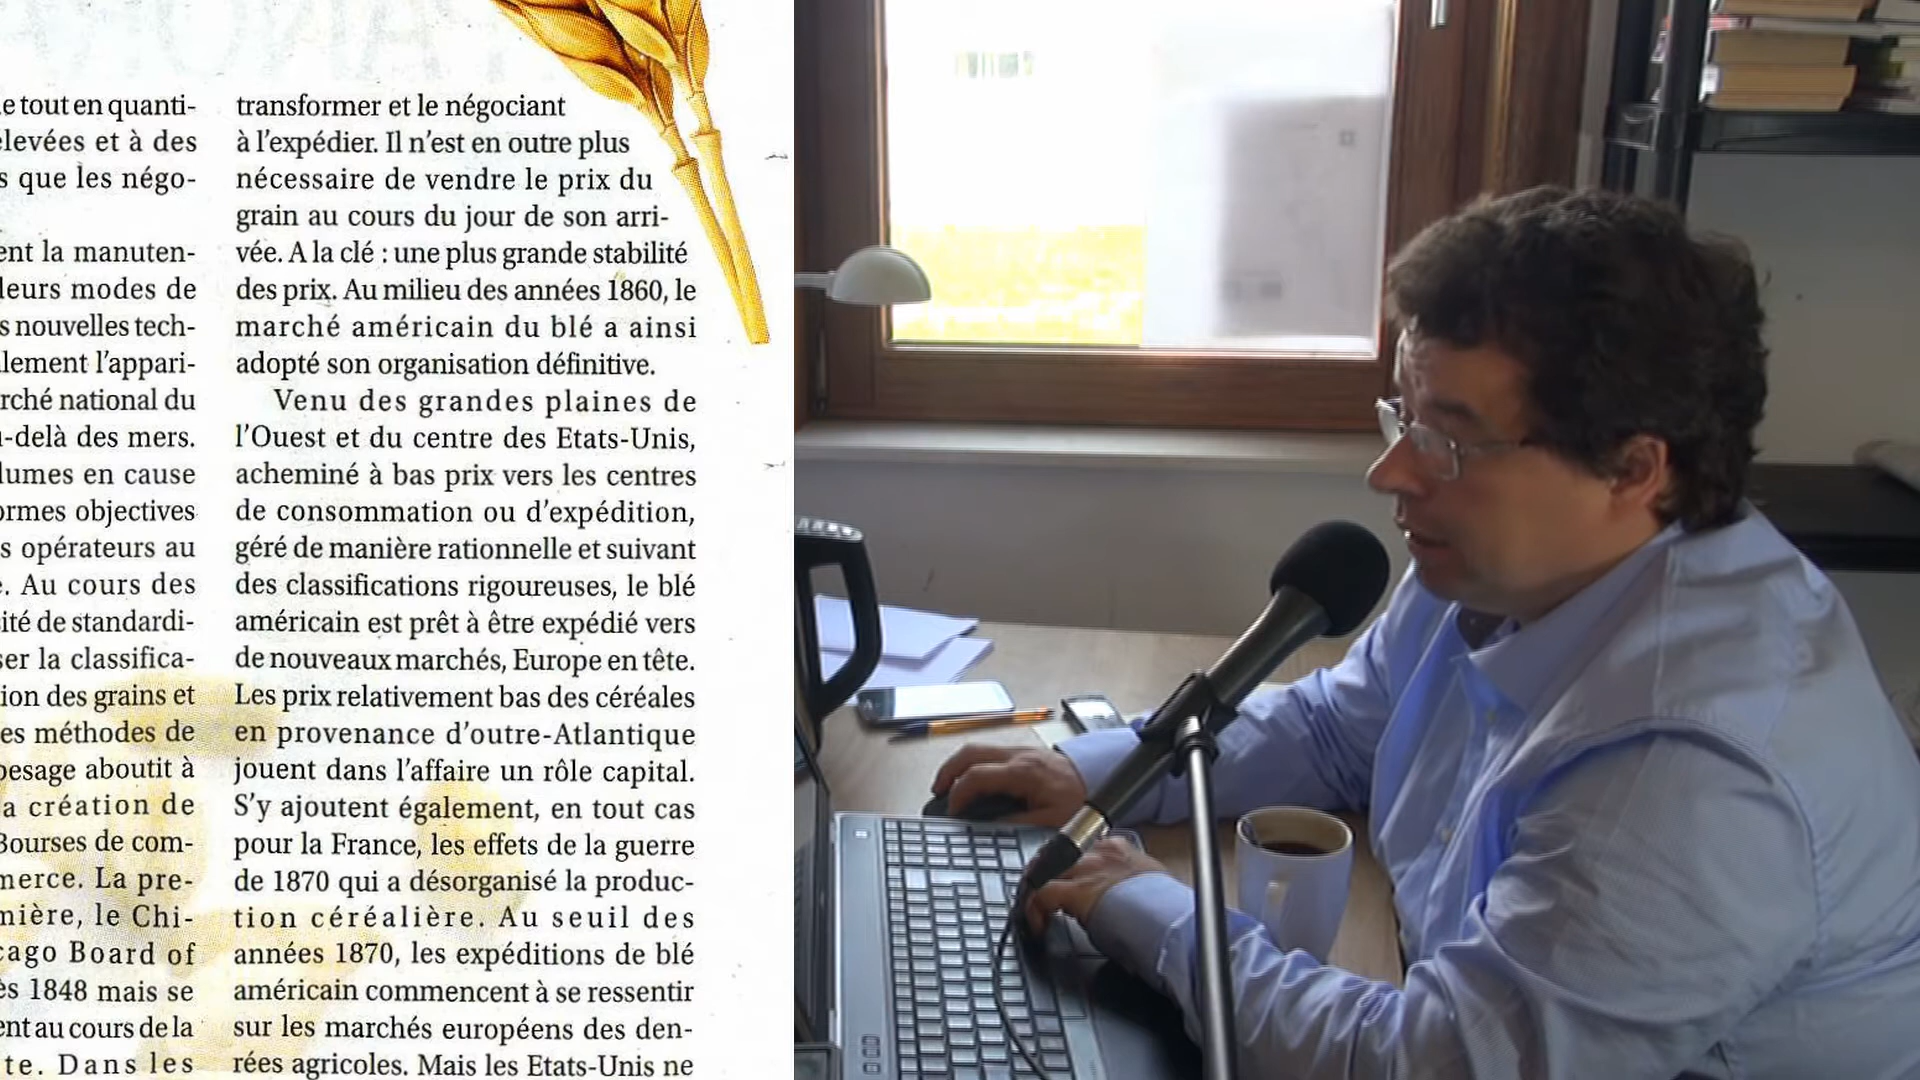 e tout en quanti-
levées et à des
s que les négo-
ent la manuten-
leurs modes de
s nouvelles tech-
lement l'appari-
rché national du
-delà des mers.
lumes en cause
ormes objectives
s opérateurs au
. Au cours des
ité de standardi-
ser la classifica-
ion des grains et
es méthodes de
pesage aboutit à
a création de
Bourses de com-
merce. La pre-
mière, le Chi-
cago Board of
ès 1848 mais se
ent au cours de la
te. Dans les
transformer et le négociant
à l'expédier. Il n'est en outre plus
nécessaire de vendre le prix du
grain au cours du jour de son arri-
vée. A la clé : une plus grande stabilité
des prix. Au milieu des années 1860, le
marché américain du blé a ainsi
adopté son organisation définitive.
Venu des grandes plaines de
l'Ouest et du centre des Etats-Unis,
acheminé à bas prix vers les centres
de consommation ou d'expédition,
géré de manière rationnelle et suivant
des classifications rigoureuses, le blé
américain est prêt à être expédié vers
de nouveaux marchés, Europe en tête.
Les prix relativement bas des céréales
en provenance d'outre-Atlantique
jouent dans l'affaire un rôle capital.
S'y ajoutent également, en tout cas
pour la France, les effets de la guerre
de 1870 qui a désorganisé la produc-
tion céréalière. Au seuil des
années 1870, les expéditions de blé
américain commencent à se ressentir
sur les marchés européens des den-
rées agricoles. Mais les Etats-Unis ne